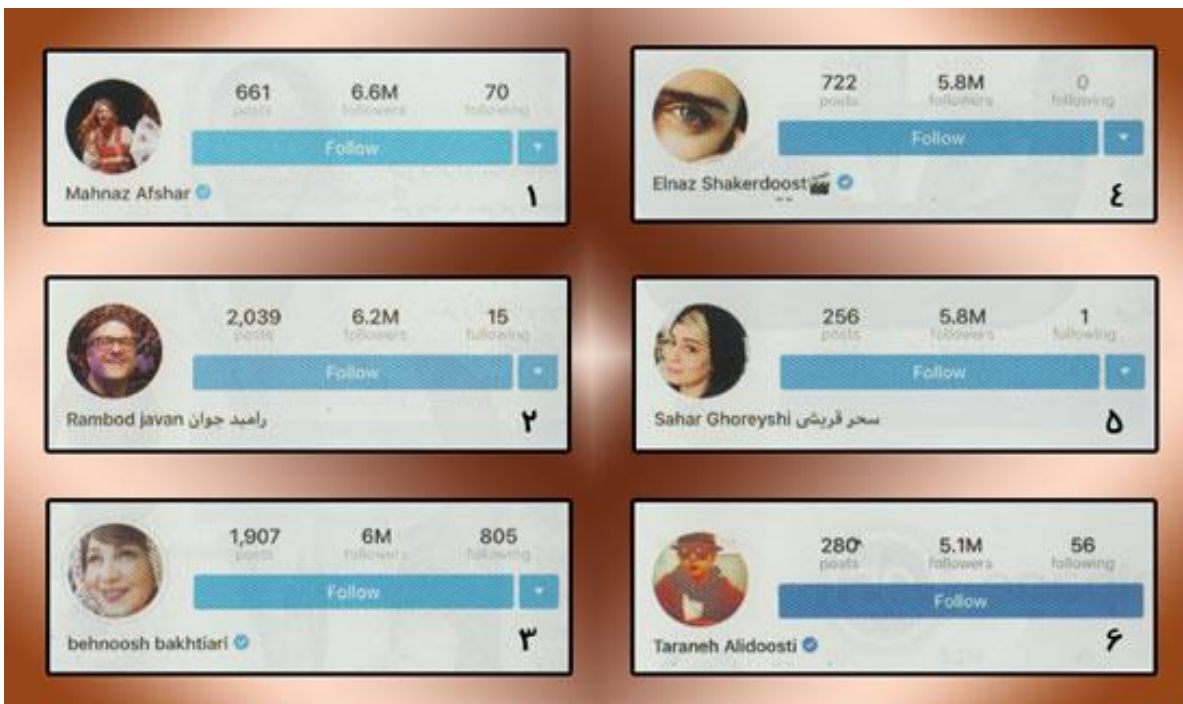 661 6.6M 70
posts followers following
Follow
Mahnaz Afshar
۱
2,039 6.2M 15
posts followers following
Follow
Rambod javan رامبد جوان
۲
1,907 6M 805
posts followers following
Follow
behnoosh bakhtiari
۳
722 5.8M 0
posts followers following
Follow
Elnaz Shakerdoost🎬
٤
256 5.8M 1
posts followers following
Follow
Sahar Ghoreyshi سحر قریشی
۵
280 5.1M 56
posts followers following
Follow
Taraneh Alidoosti
۶